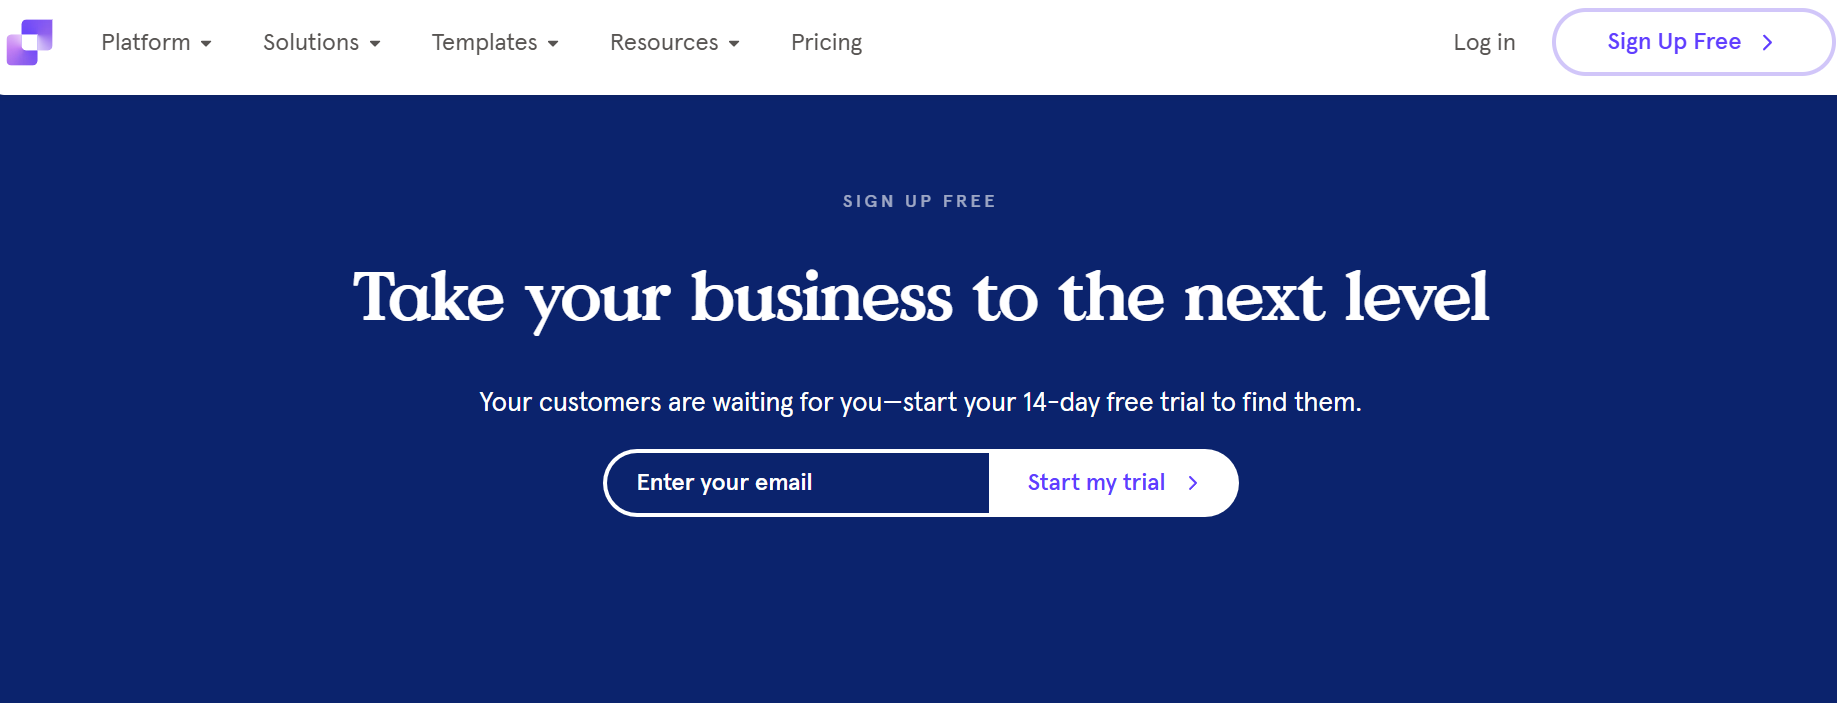 Platform
Solutions
Templates
Resources
Pricing
Log in
Sign Up Free
SIGN UP FREE
Take your business to the next level
Your customers are waiting for you—start your 14-day free trial to find them.
Enter your email
Start my trial